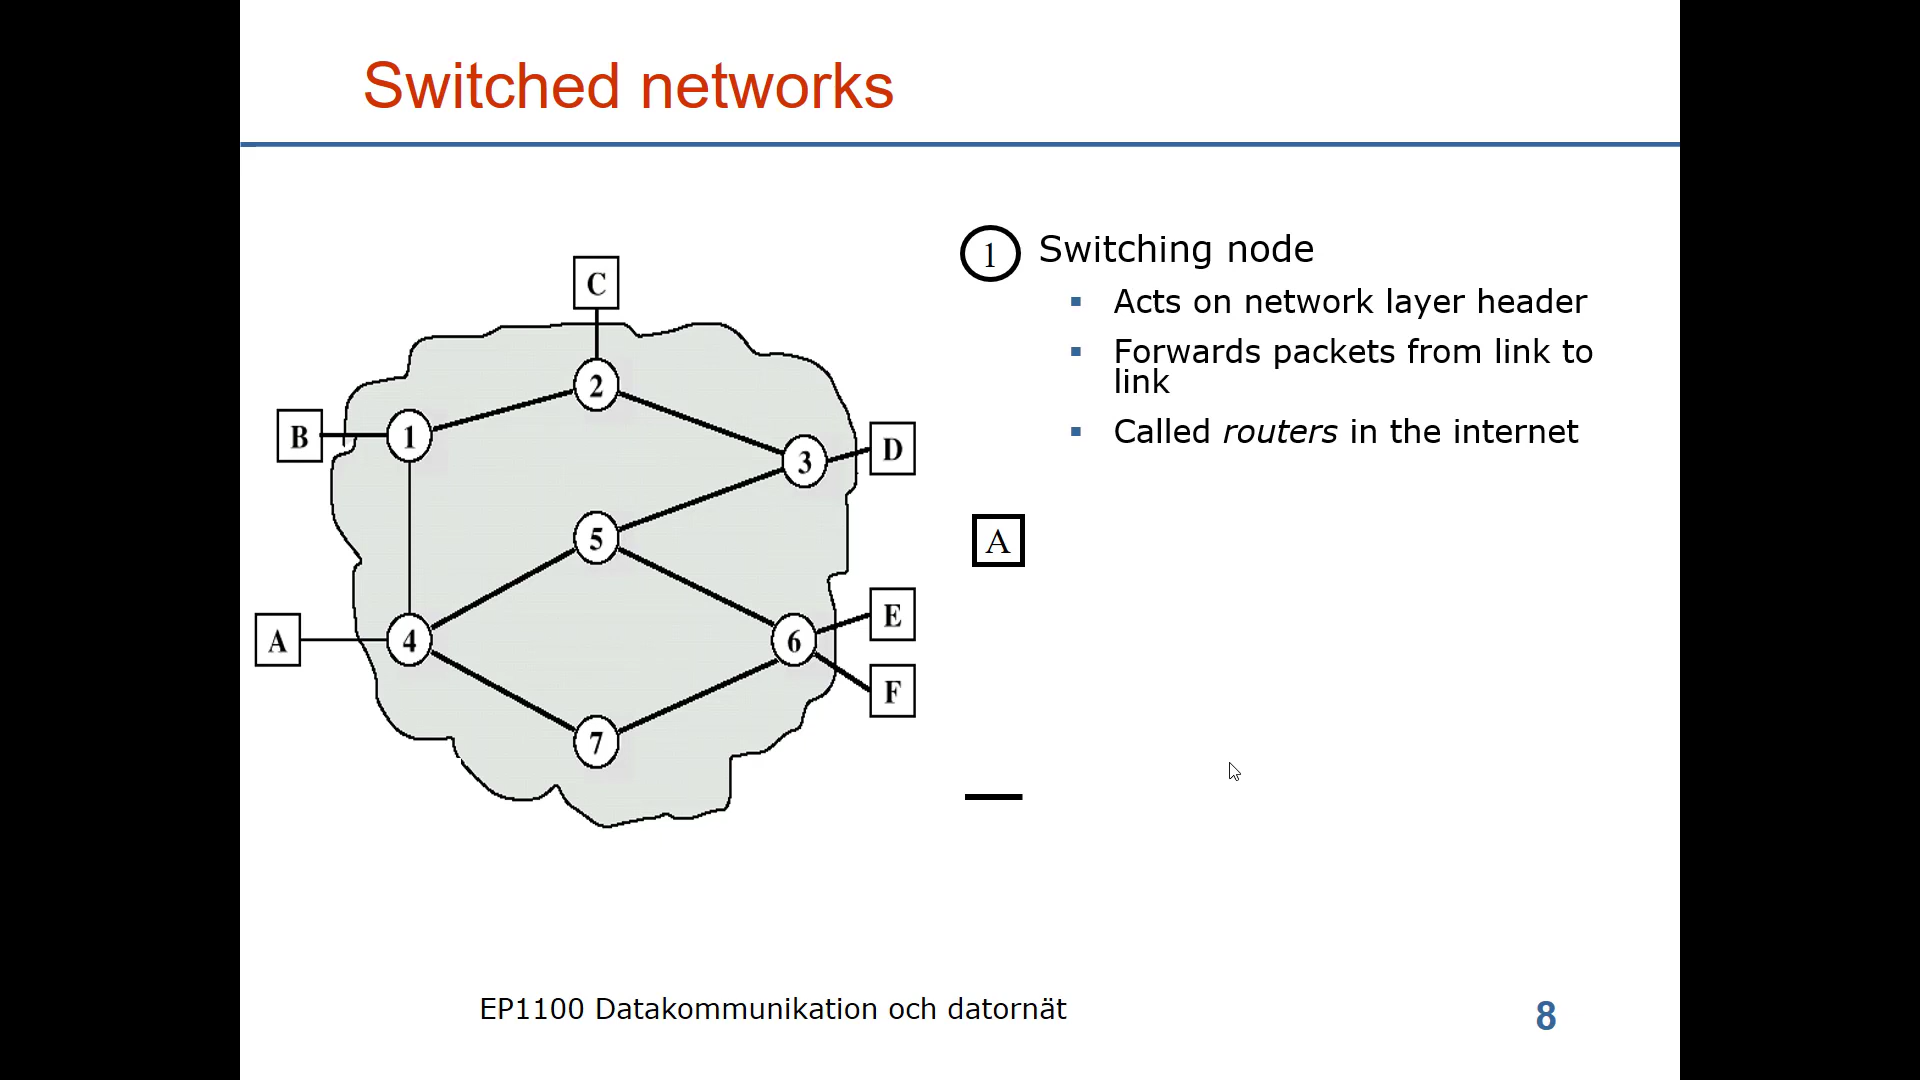 Switched networks
C
2
B
1
3
D
5
A
4
6
E
F
7
1
Switching node
▪ Acts on network layer header
▪ Forwards packets from link to
link
▪ Called routers in the internet
A
EP1100 Datakommunikation och datornät
8